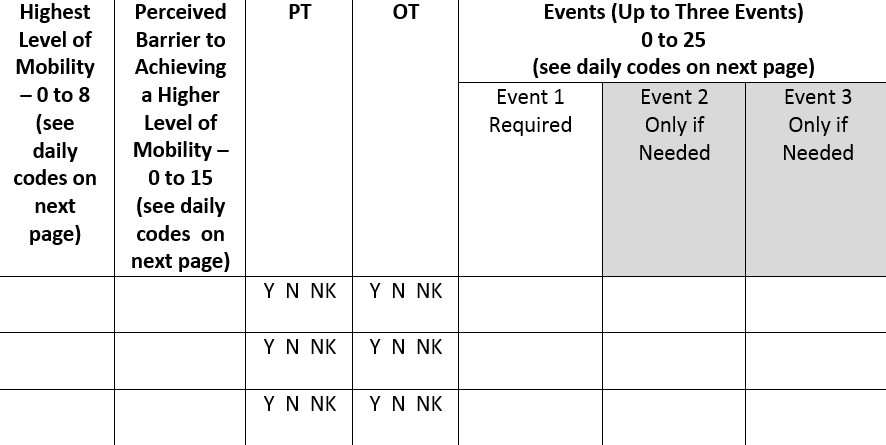 Highest
Level of
Mobility
– 0 to 8
(see
daily
codes on
next
page)
Perceived
Barrier to
Achieving
a Higher
Level of
Mobility –
0 to 15
(see daily
codes on
next page)
PT
OT
Events (Up to Three Events)
0 to 25
(see daily codes on next page)
Event 1
Required
Event 2
Only if
Needed
Event 3
Only if
Needed
Y N NK
Y N NK
Y N NK
Y N NK
Y N NK
Y N NK